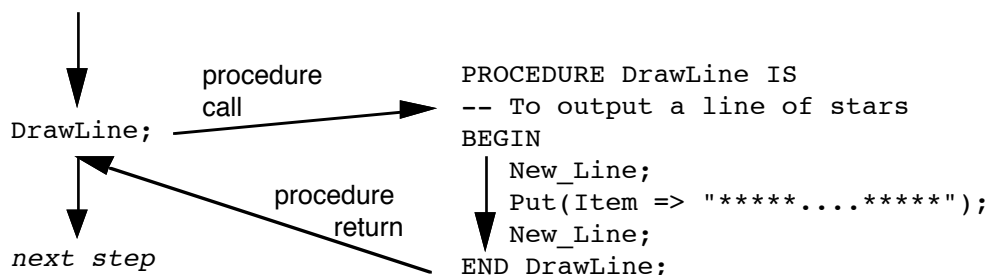 procedure
call
DrawLine;
procedure
return
next step
PROCEDURE DrawLine IS
-- To output a line of stars
BEGIN
New_Line;
Put(Item => "*****....*****");
New_Line;
END DrawLine;